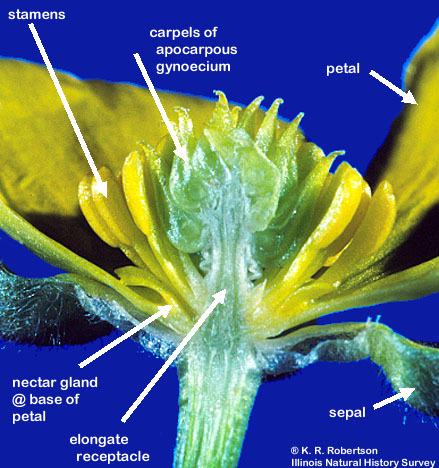 stamens
carpels of
apocarpous
gynoecium
petal
nectar gland
@ base of
petal
elongate
receptacle
sepal
® K. R. Robertson
Illinois Natural History Survey